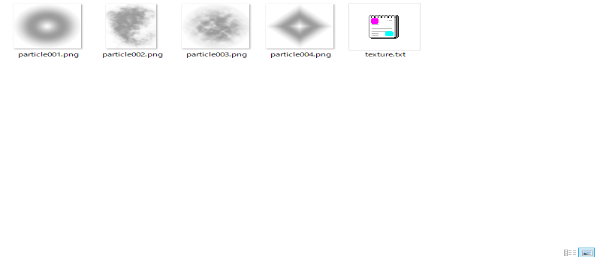 particle001.png
particle002.png
particle003.png
particle004.png
texture.txt